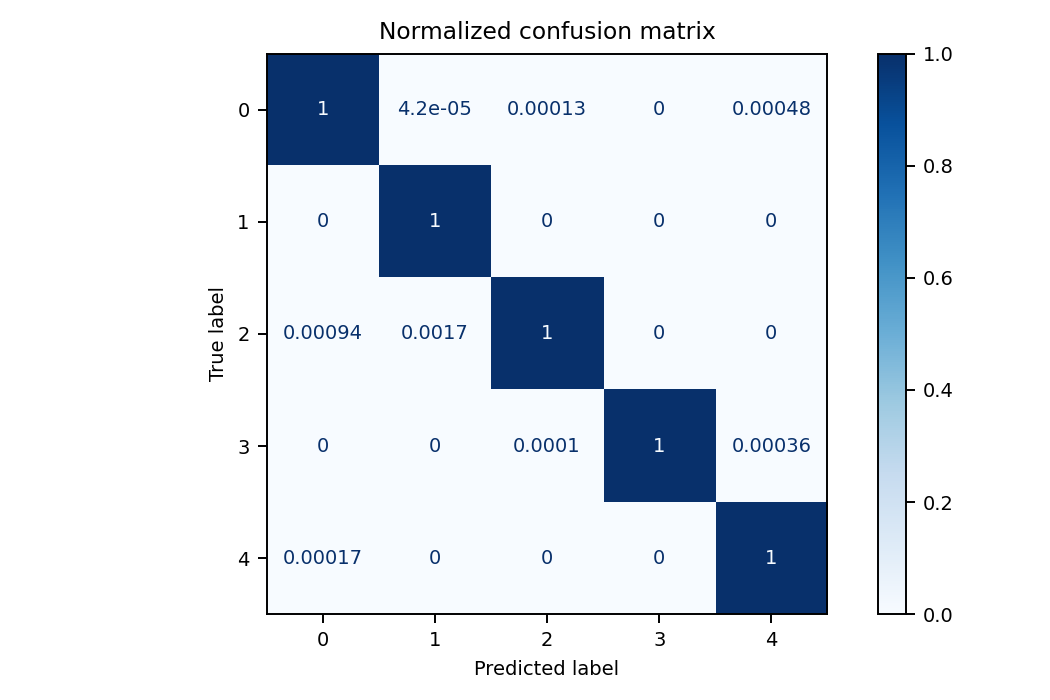 Normalized confusion matrix
True label
0 1 4.2e-05 0.00013 0 0.00048
1 0 1 0 0 0
2 0.00094 0.0017 1 0 0
3 0 0 0.0001 1 0.00036
4 0.00017 0 0 0 1
0 1 2 3 4
Predicted label
1.0
0.8
0.6
0.4
0.2
0.0